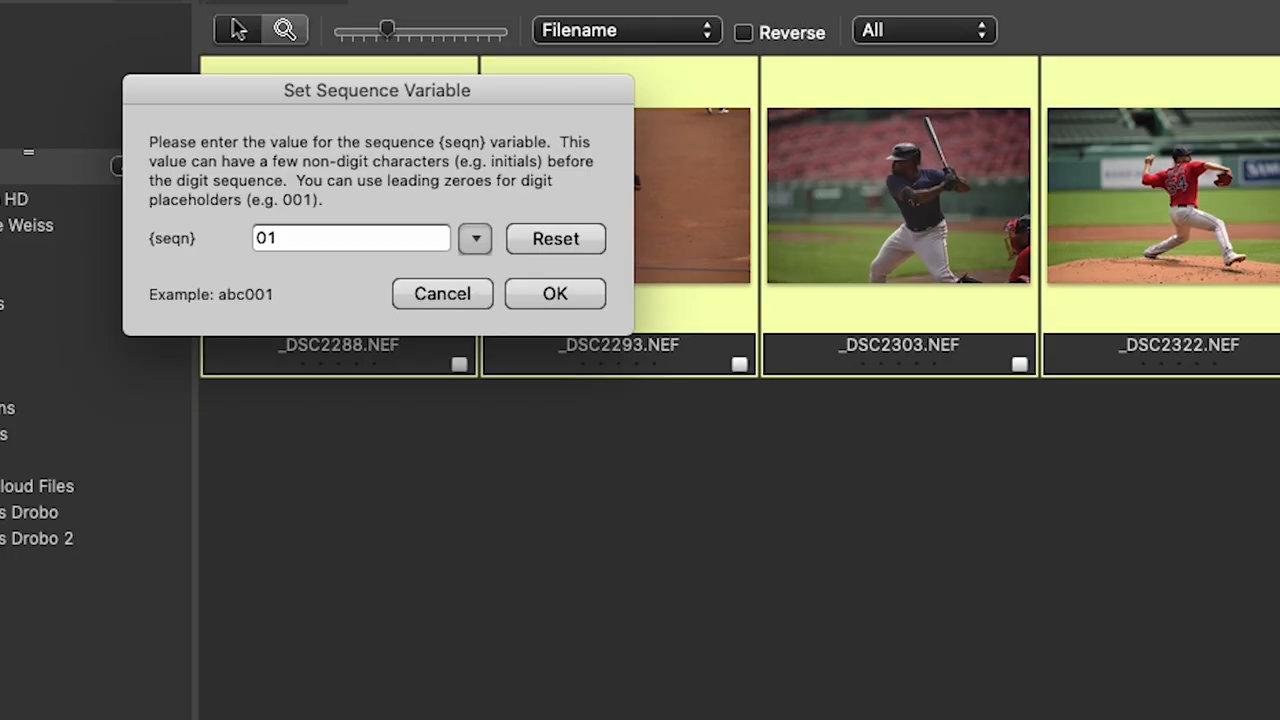 Filename
Reverse
All
Set Sequence Variable
Please enter the value for the sequence {seqn} variable. This
value can have a few non-digit characters (e.g. initials) before
the digit sequence. You can use leading zeroes for digit
placeholders (e.g. 001).
{seqn}
01
Reset
Example: abc001
Cancel
OK
HD
Weiss
s
ns
s
loud Files
s Drobo
s Drobo 2
54
_DSC2288.NEF
_DSC2293.NEF
_DSC2303.NEF
_DSC2322.NEF